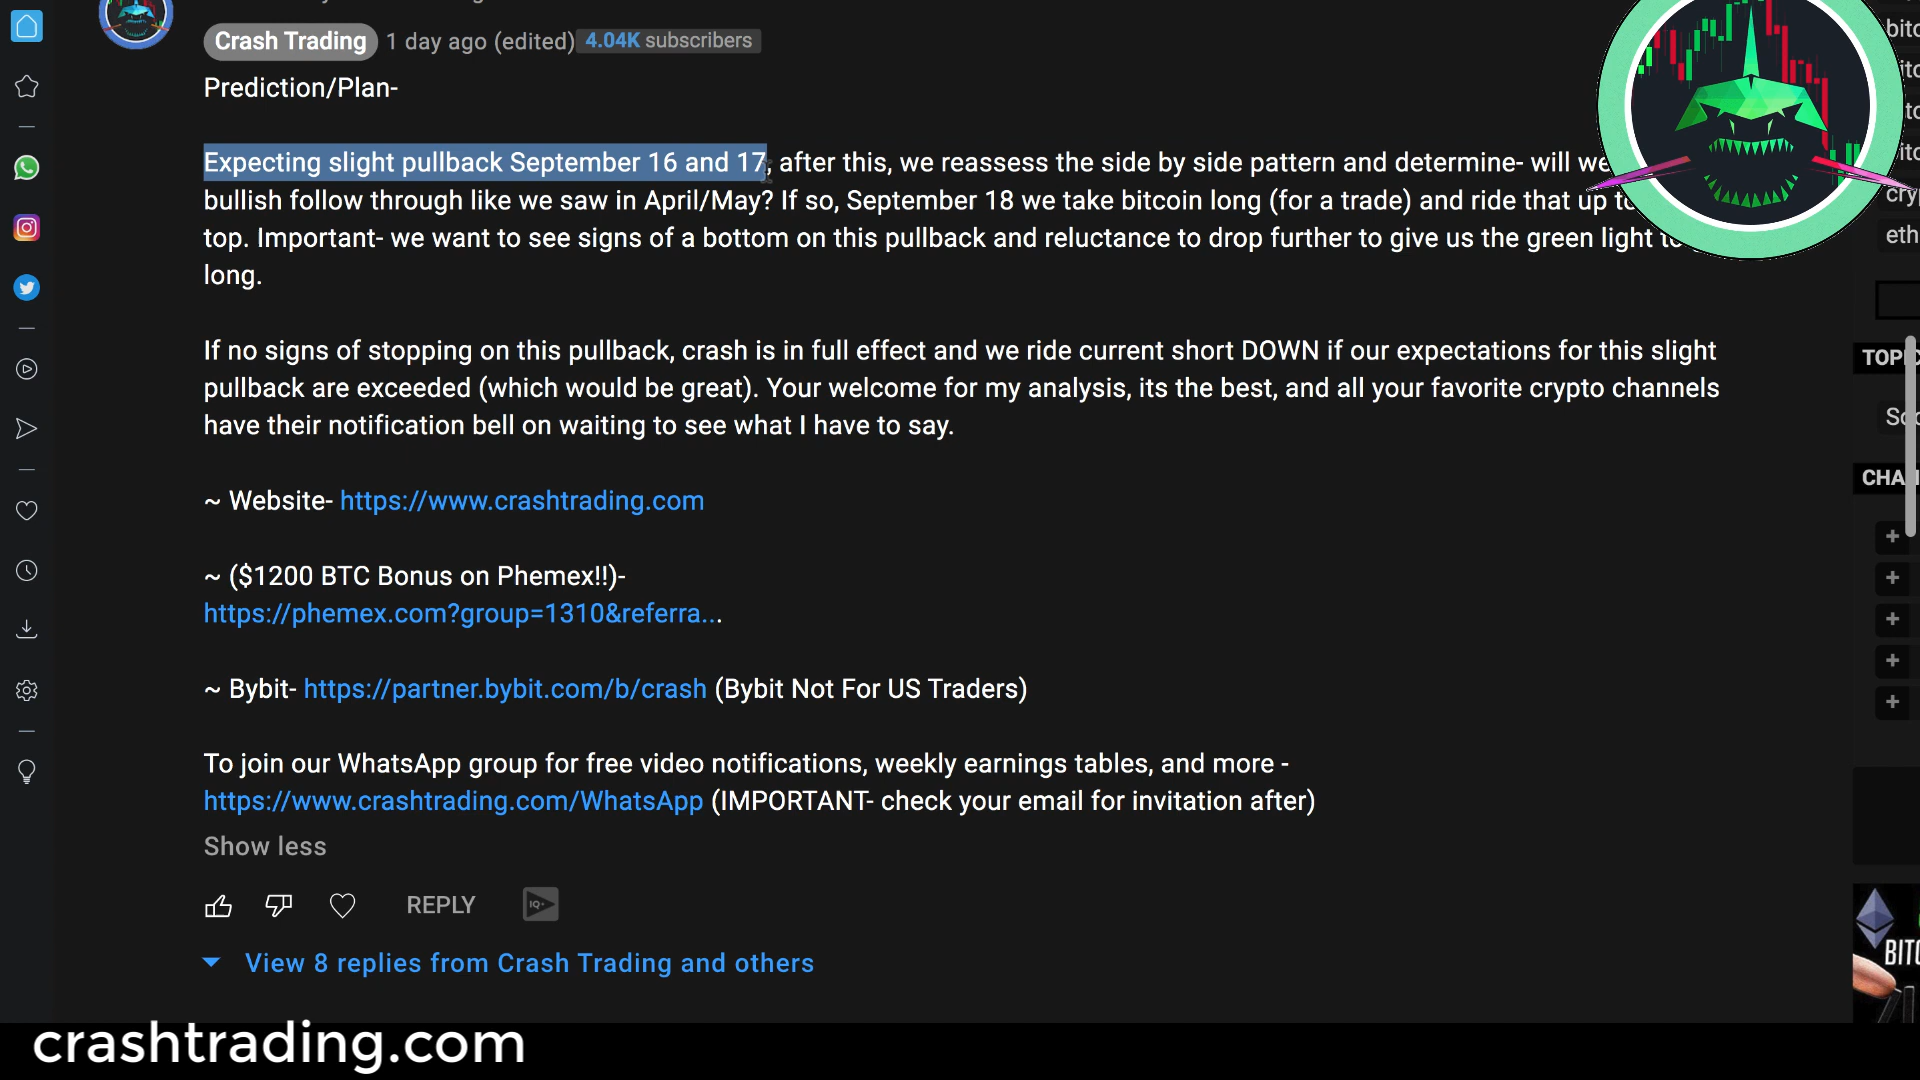 Crash Trading 1 day ago (edited) 4.04K subscribers
Prediction/Plan-
Expecting slight pullback September 16 and 17, after this, we reassess the side by side pattern and determine- will we
bullish follow through like we saw in April/May? If so, September 18 we take bitcoin long (for a trade) and ride that up
top. Important- we want to see signs of a bottom on this pullback and reluctance to drop further to give us the green light
long.
If no signs of stopping on this pullback, crash is in full effect and we ride current short DOWN if our expectations for this slight
pullback are exceeded (which would be great). Your welcome for my analysis, its the best, and all your favorite crypto channels
have their notification bell on waiting to see what I have to say.
~ Website- https://www.crashtrading.com
~ ($1200 BTC Bonus on Phemex!!)-
https://phemex.com?group=1310&referra...
~ Bybit- https://partner.bybit.com/b/crash (Bybit Not For US Traders)
To join our WhatsApp group for free video notifications, weekly earnings tables, and more -
https://www.crashtrading.com/WhatsApp (IMPORTANT- check your email for invitation after)
Show less
REPLY
View 8 replies from Crash Trading and others
eth
crashtrading.com